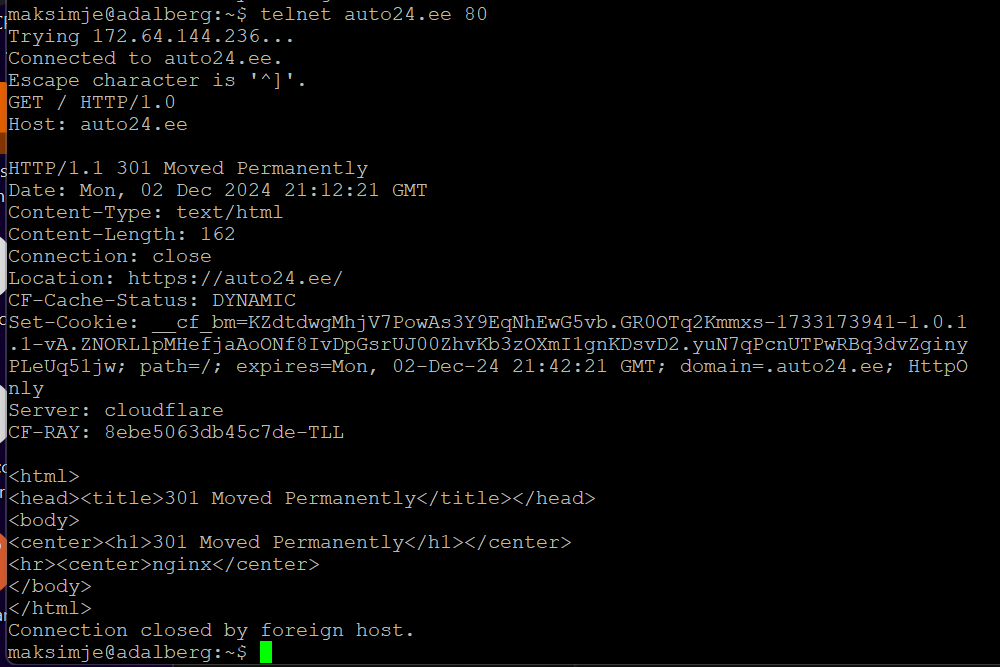 maksimje@adalberg:~$ telnet auto24.ee 80
Trying 172.64.144.236...
Connected to auto24.ee.
Escape character is '^]'.
GET / HTTP/1.0
Host: auto24.ee

HTTP/1.1 301 Moved Permanently
Date: Mon, 02 Dec 2024 21:12:21 GMT
Content-Type: text/html
Content-Length: 162
Connection: close
Location: https://auto24.ee/
CF-Cache-Status: DYNAMIC
Set-Cookie: __cf_bm=KZdtdwgMhjV7PowAs3Y9EqNhEwG5vb.GR0OTq2Kmmxs-1733173941-1.0.1
.1-vA.ZNORLlpMHefjaAoONf8IvDpGsrUJ00ZhvKb3zOXmI1gnKDsvD2.yuN7qPcnUTPwRBq3dvZginy
PLeUq51jw; path=/; expires=Mon, 02-Dec-24 21:42:21 GMT; domain=.auto24.ee; HttpO
nly
Server: cloudflare
CF-RAY: 8ebe5063db45c7de-TLL

<html>
<head><title>301 Moved Permanently</title></head>
<body>
<center><h1>301 Moved Permanently</h1></center>
<hr><center>nginx</center>
</body>
</html>
Connection closed by foreign host.
maksimje@adalberg:~$